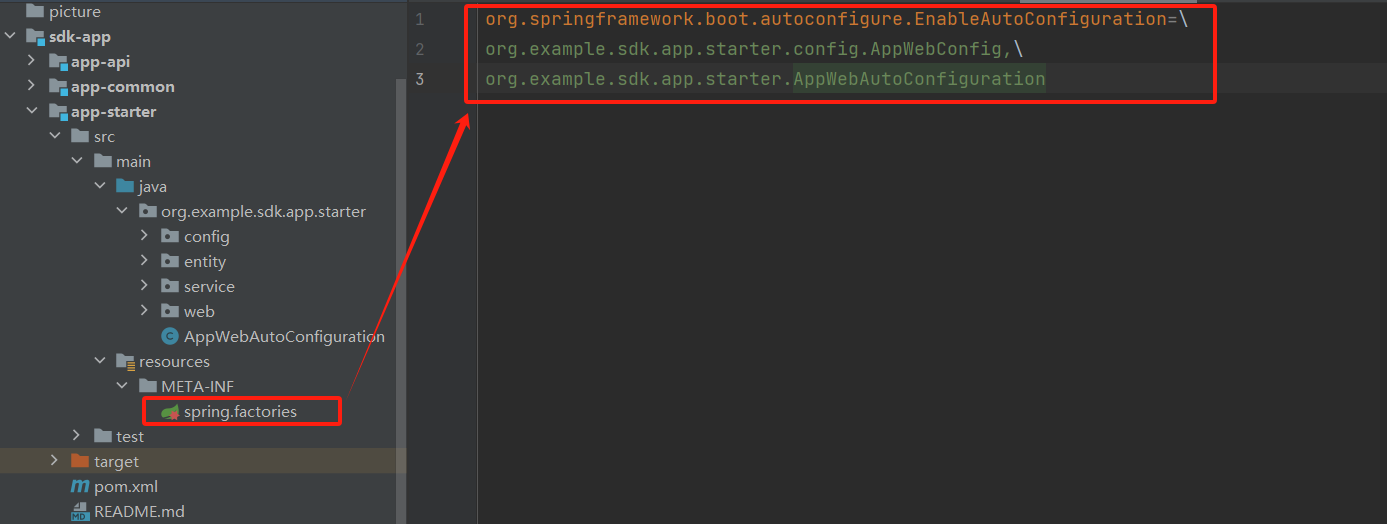 picture
sdk-app
app-api
app-common
app-starter
src
main
java
org.example.sdk.app.starter
config
entity
service
web
C AppWebAutoConfiguration
resources
META-INF
spring.factories
test
target
m pom.xml
MD README.md
1 org.springframework.boot.autoconfigure.EnableAutoConfiguration=\
2 org.example.sdk.app.starter.config.AppWebConfig,\
3 org.example.sdk.app.starter.AppWebAutoConfiguration